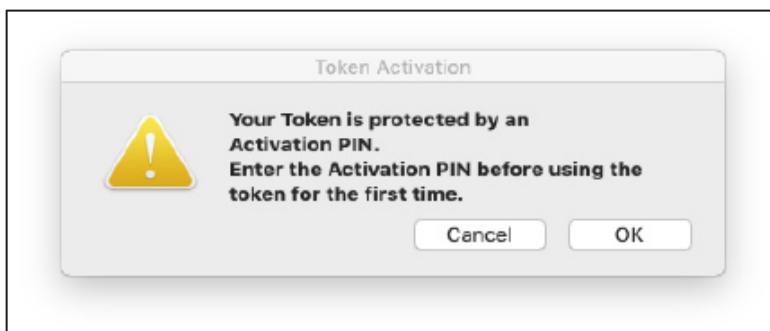 Token Activation
Your Token is protected by an
Activation PIN.
Enter the Activation PIN before using the
token for the first time.
Cancel
OK